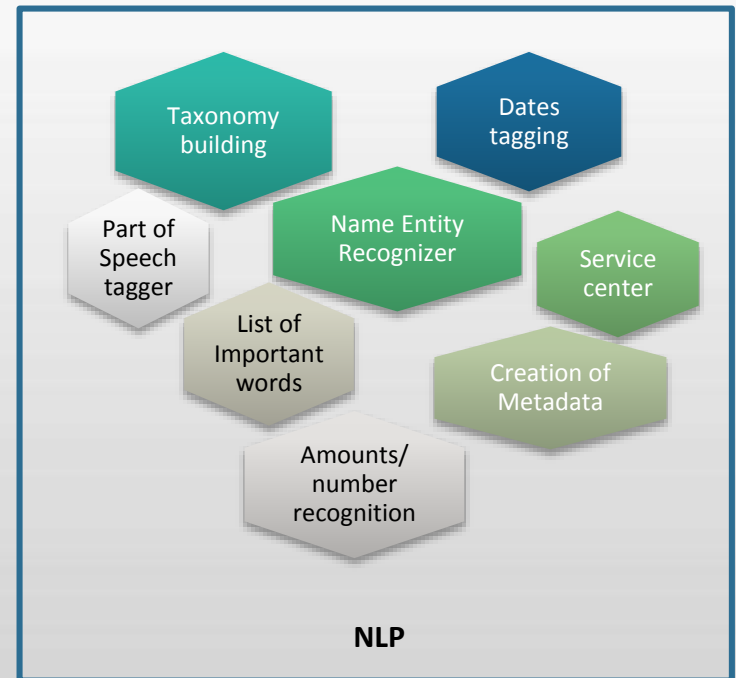 Taxonomy
building
Dates
tagging
Part of
Speech
tagger
Name Entity
Recognizer
Service
center
List of
Important
words
Creation of
Metadata
Amounts/
number
recognition
NLP